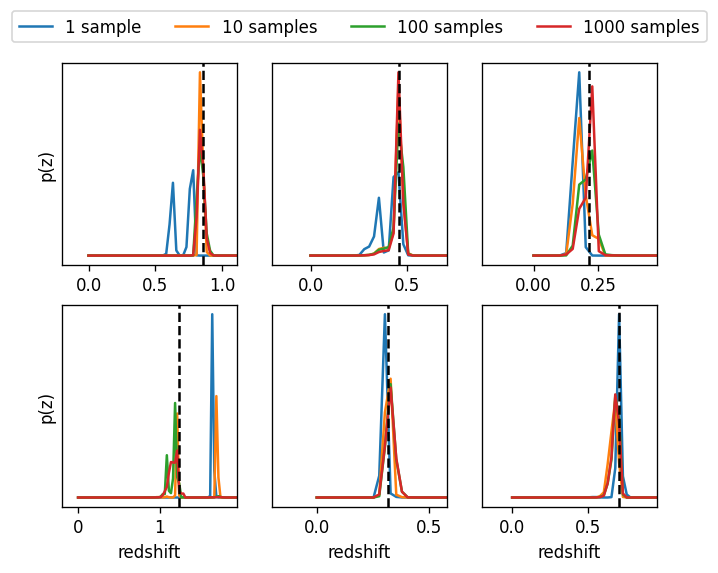 1 sample 10 samples 100 samples 1000 samples
p(z)
0.0 0.5 1.0
0.0 0.5
0.00 0.25
p(z)
0 1
0.0 0.5
0.0 0.5
redshift redshift redshift